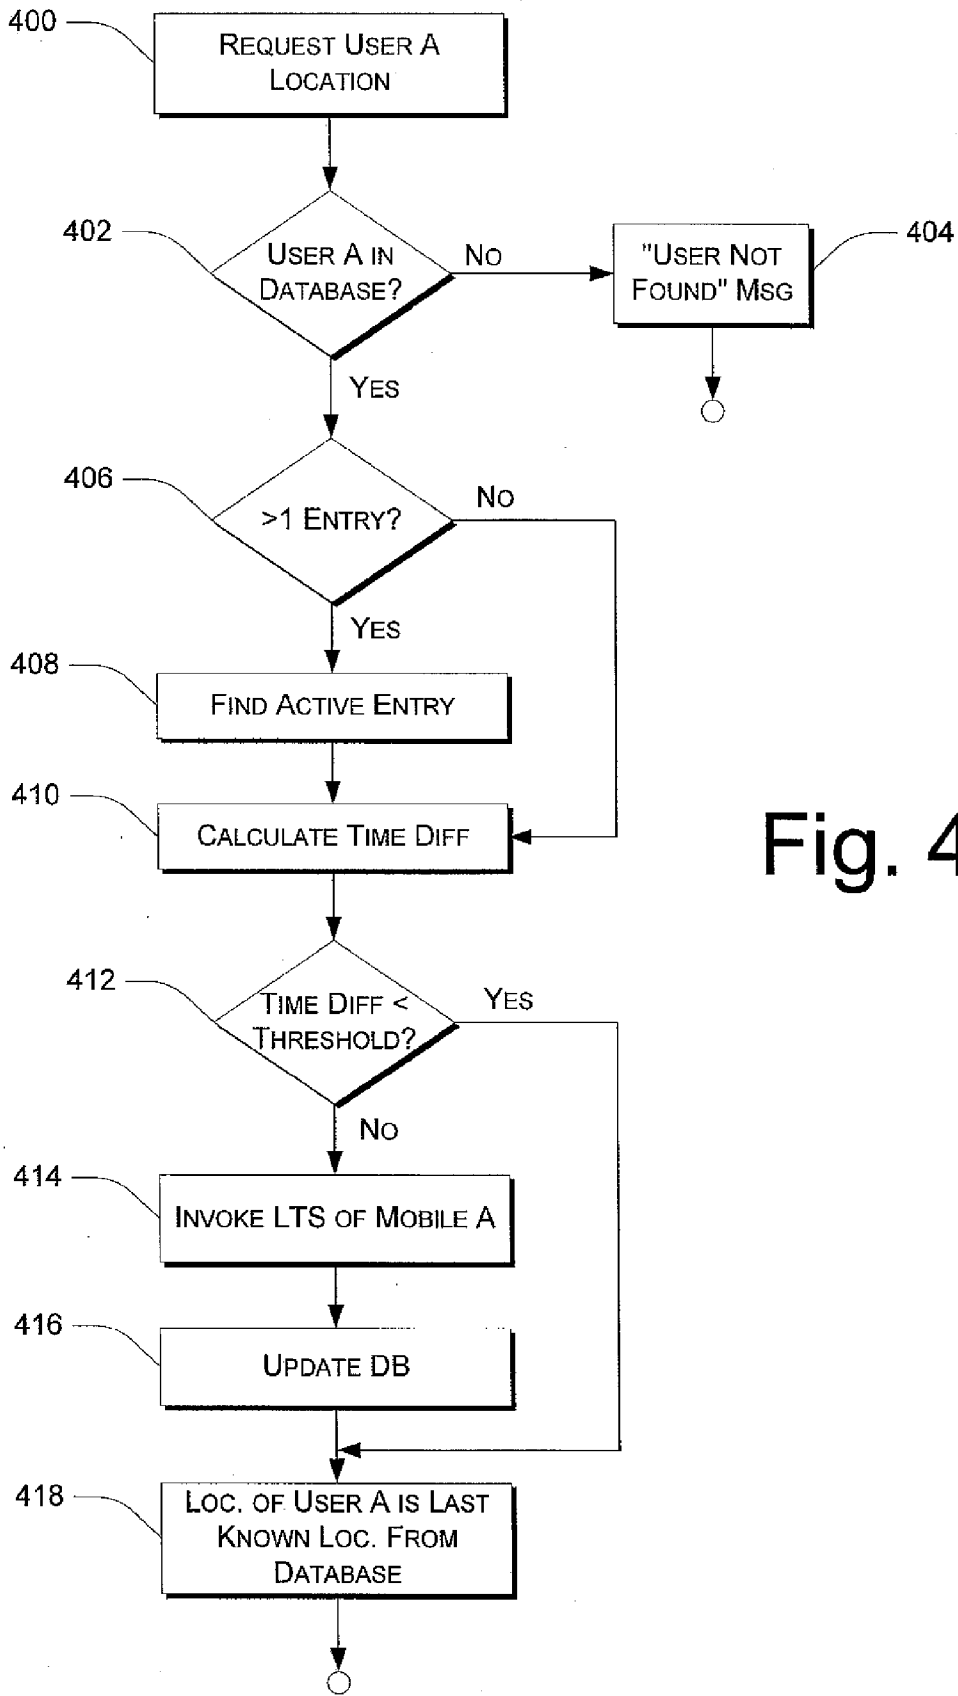 400
REQUEST USER A
LOCATION
402
USER A IN
DATABASE?
NO
"USER NOT
FOUND" MSG
404
YES
406
>1 ENTRY?
NO
YES
408
FIND ACTIVE ENTRY
410
CALCULATE TIME DIFF
Fig. 4
412
TIME DIFF <
THRESHOLD?
YES
NO
414
INVOKE LTS OF MOBILE A
416
UPDATE DB
418
LOC. OF USER A IS LAST
KNOWN LOC. FROM
DATABASE